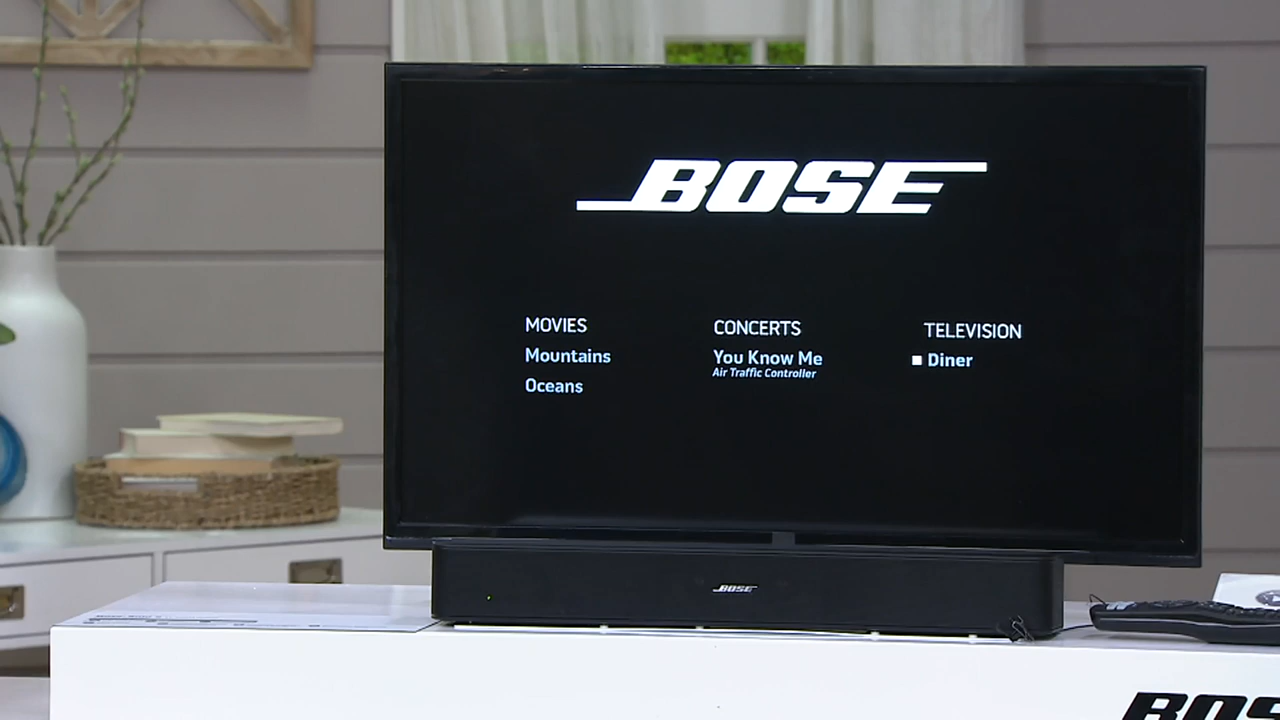 BOSE
MOVIES
Mountains
Oceans
CONCERTS
You Know Me
Air Traffic Controller
TELEVISION
Diner
BOSE
BOS